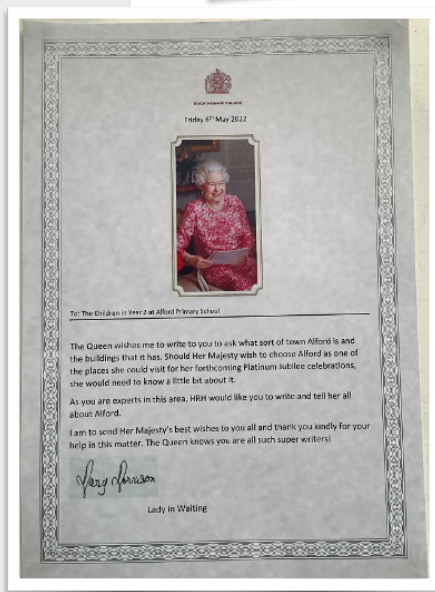 BUCKINGHAM PALACE
Friday 6th May 2022
To: The Children in Year 2 at Alford Primary School
The Queen wishes me to write to you to ask what sort of town Alford is and
the buildings that it has. Should Her Majesty wish to choose Alford as one of
the places she could visit for her forthcoming Platinum Jubilee celebrations,
she would need to know a little bit about it.
As you are experts in this area, HRH would like you to write and tell her all
about Alford.
I am to send Her Majesty's best wishes to you all and thank you kindly for your
help in this matter. The Queen knows you are all such super writers!
Lady in Waiting